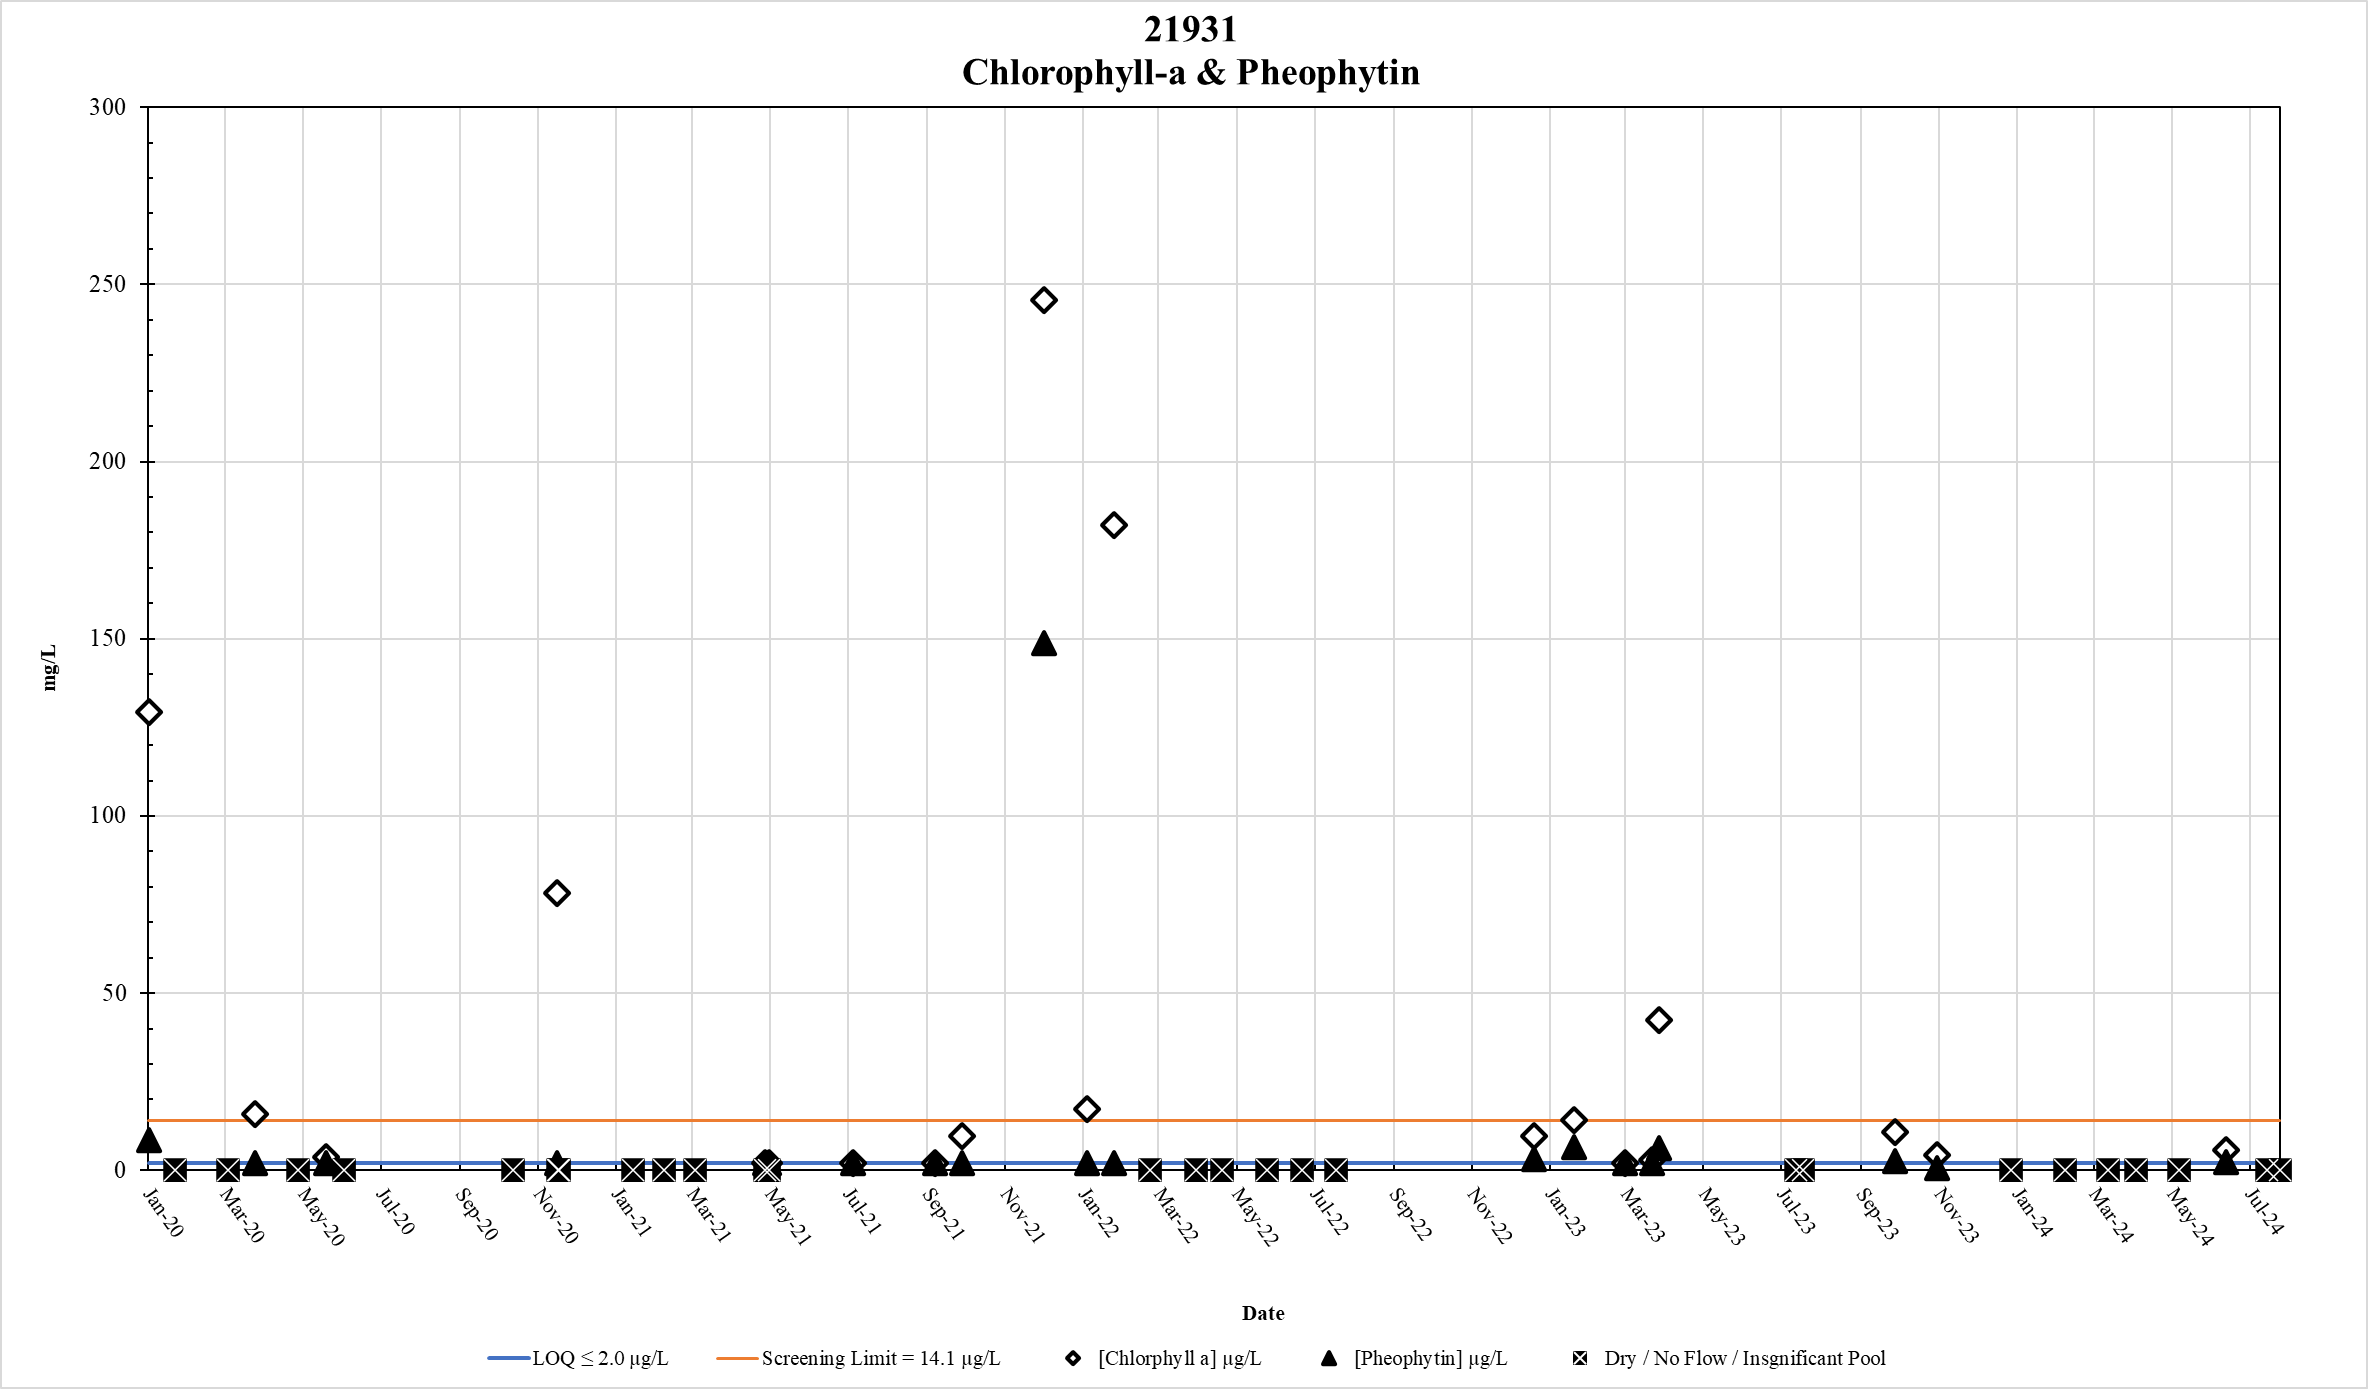 21931
Chlorophyll-a & Pheophytin
300
250
200
150
100
50
0
mg/L
Jan-20
Mar-20
May-20
Jul-20
Sep-20
Nov-20
Jan-21
Mar-21
May-21
Jul-21
Sep-21
Nov-21
Jan-22
Mar-22
May-22
Jul-22
Sep-22
Nov-22
Jan-23
Mar-23
May-23
Jul-23
Sep-23
Nov-23
Jan-24
Mar-24
May-24
Jul-24
Date
LOQ ≤ 2.0 µg/L
Screening Limit = 14.1 µg/L
[Chlorphyll a] µg/L
[Pheophytin] µg/L
Dry / No Flow / Insgnificant Pool